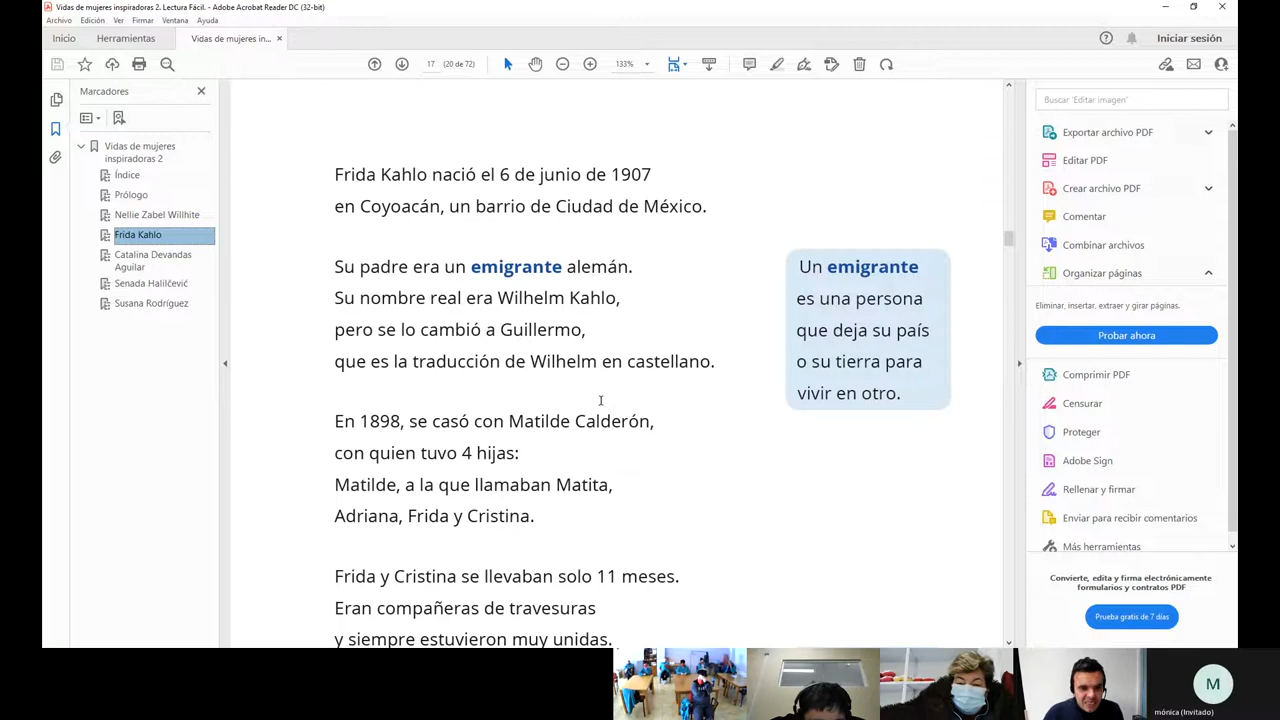 Vidas de mujeres inspiradoras 2. Lectura Fácil. - Adobe Acrobat Reader DC (32-bit)
Archivo Edición Ver Firmar Ventana Ayuda
Inicio Herramientas Vidas de mujeres in... × Iniciar sesión
17 (20 de 72) 133%
Marcadores
Vidas de mujeres
inspiradoras 2
Índice
Prólogo
Nellie Zabel Willhite
Frida Kahlo
Catalina Devandas
Aguilar
Senada Halilčević
Susana Rodríguez
Frida Kahlo nació el 6 de junio de 1907
en Coyoacán, un barrio de Ciudad de México.
Su padre era un emigrante alemán.
Su nombre real era Wilhelm Kahlo,
pero se lo cambió a Guillermo,
que es la traducción de Wilhelm en castellano.
En 1898, se casó con Matilde Calderón,
con quien tuvo 4 hijas:
Matilde, a la que llamaban Matita,
Adriana, Frida y Cristina.
Frida y Cristina se llevaban solo 11 meses.
Eran compañeras de travesuras
y siempre estuvieron muy unidas.
Un emigrante
es una persona
que deja su país
o su tierra para
vivir en otro.
Buscar 'Editar imagen'
Exportar archivo PDF
Editar PDF
Crear archivo PDF
Comentar
Combinar archivos
Organizar páginas
Eliminar, insertar, extraer y girar páginas.
Probar ahora
Comprimir PDF
Censurar
Proteger
Adobe Sign
Rellenar y firmar
Enviar para recibir comentarios
Más herramientas
Convierte, edita y firma electrónicamente
formularios y contratos PDF
Prueba gratis de 7 días
M
mónica (Invitado)